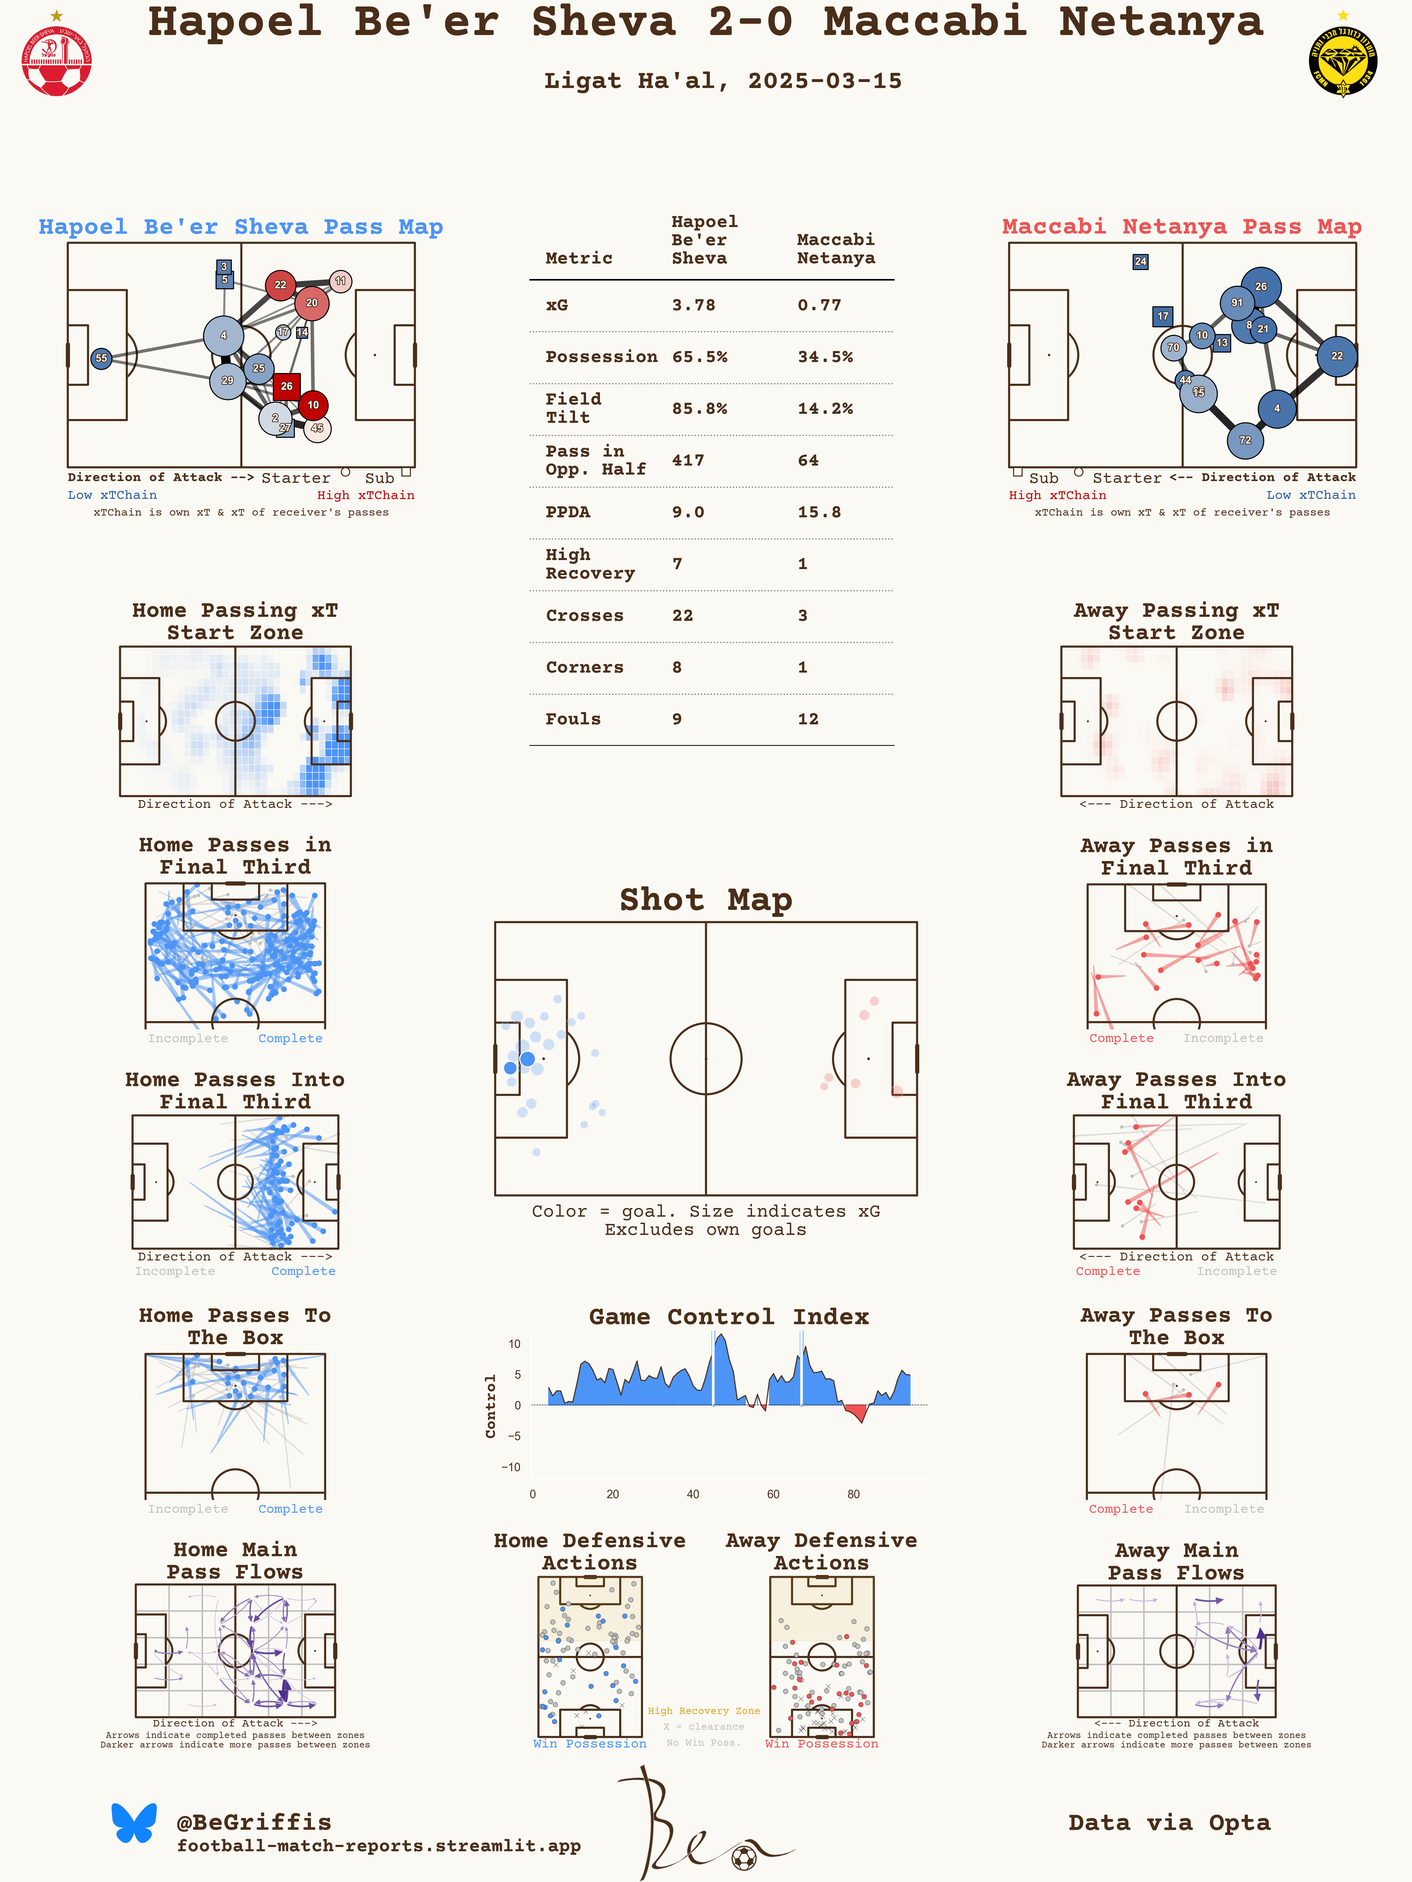 Hapoel Be'er Sheva 2-0 Maccabi Netanya
Ligat Ha'al, 2025-03-15
Hapoel Be'er Sheva Pass Map
3
5
22
11
20
4
17
14
55
25
29
26
10
2
27
45
Direction of Attack --> Starter Sub
Low xTChain High xTChain
xTChain is own xT & xT of receiver's passes
Metric Hapoel Be'er Sheva Maccabi Netanya
xG 3.78 0.77
Possession 65.5% 34.5%
Field Tilt 85.8% 14.2%
Pass in Opp. Half 417 64
PPDA 9.0 15.8
High Recovery 7 1
Crosses 22 3
Corners 8 1
Fouls 9 12
Maccabi Netanya Pass Map
24
26
91
17
8
21
10
13
70
22
44
15
4
72
Sub Starter <-- Direction of Attack
High xTChain Low xTChain
xTChain is own xT & xT of receiver's passes
Home Passing xT
Start Zone
Direction of Attack --->
Away Passing xT
Start Zone
<--- Direction of Attack
Home Passes in
Final Third
Incomplete Complete
Away Passes in
Final Third
Complete Incomplete
Shot Map
Color = goal. Size indicates xG
Excludes own goals
Home Passes Into
Final Third
Direction of Attack --->
Incomplete Complete
Away Passes Into
Final Third
<--- Direction of Attack
Complete Incomplete
Home Passes To
The Box
Incomplete Complete
Game Control Index
Control
10
5
0
−5
−10
0 20 40 60 80
Away Passes To
The Box
Complete Incomplete
Home Main
Pass Flows
Direction of Attack --->
Arrows indicate completed passes between zones
Darker arrows indicate more passes between zones
Home Defensive
Actions
Win Possession
Away Defensive
Actions
Win Possession
High Recovery Zone
X = clearance
No Win Poss.
Away Main
Pass Flows
<--- Direction of Attack
Arrows indicate completed passes between zones
Darker arrows indicate more passes between zones
@BeGriffis
football-match-reports.streamlit.app
Ben
Data via Opta